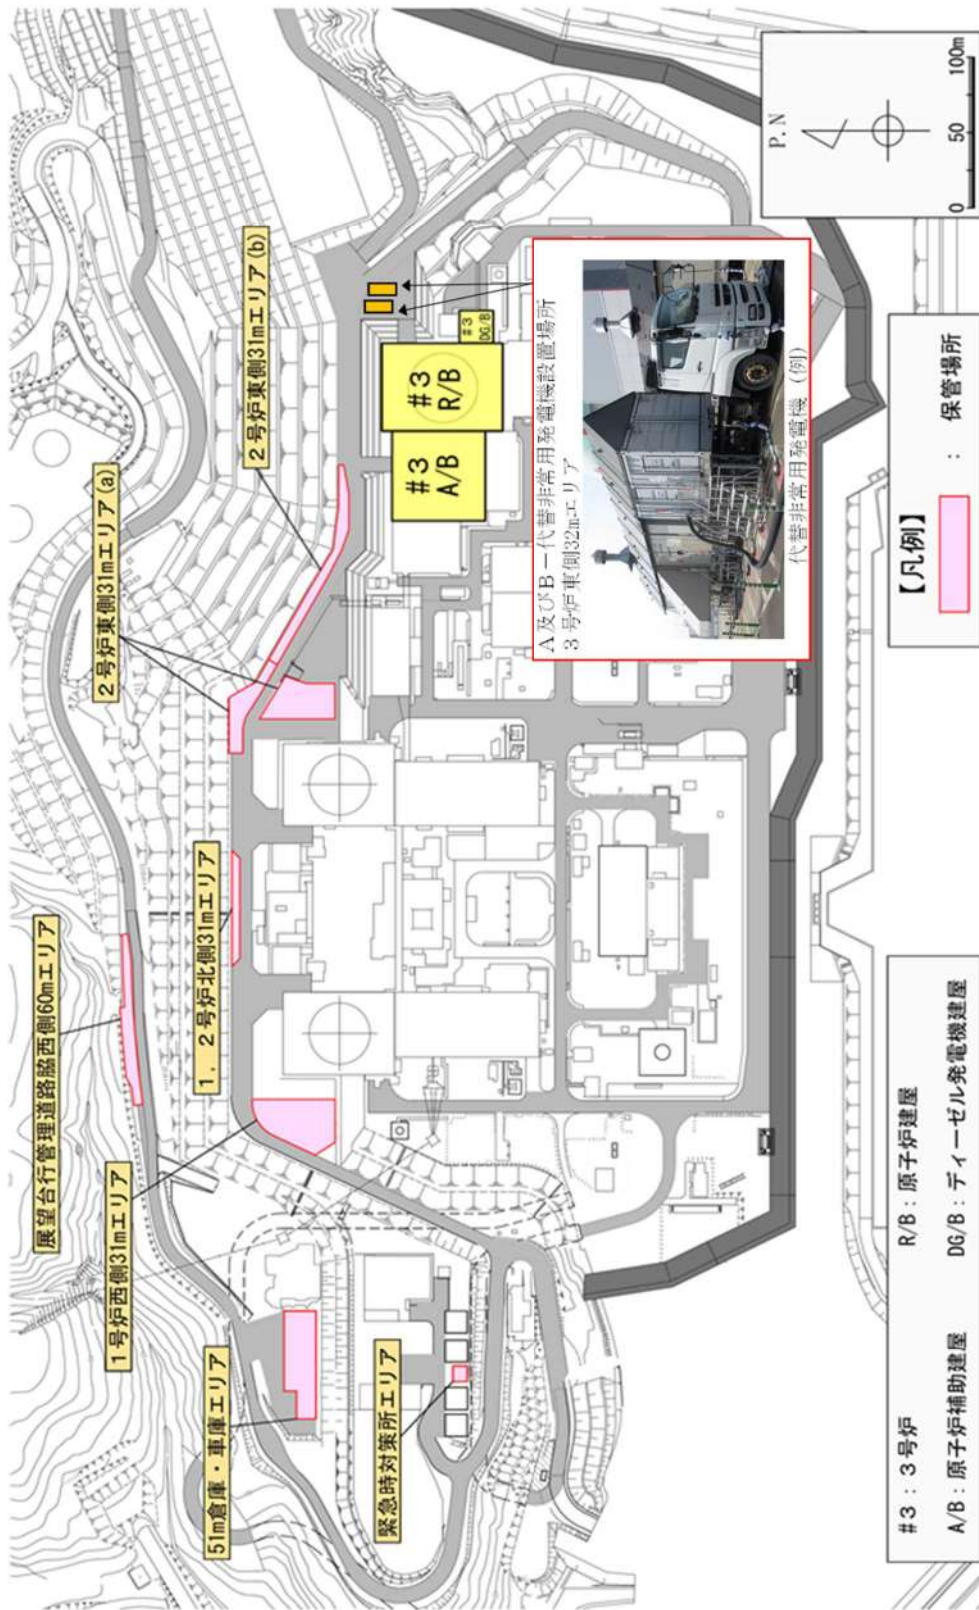 展望台行管理道路脇西側60mエリア
1号炉西側31mエリア
51m倉庫・車庫エリア
緊急時対策所エリア
1．2号炉北側31mエリア
2号炉東側31mエリア(a)
2号炉東側31mエリア(b)
#3
A/B
#3
R/B
#3
DG/B
A及びB－代替非常用発電機設置場所
3号炉東側32mエリア
代替非常用発電機（例）
P.N
0 50 100m
【凡例】
： 保管場所
#3：3号炉 R/B：原子炉建屋
A/B：原子炉補助建屋 DG/B：ディーゼル発電機建屋